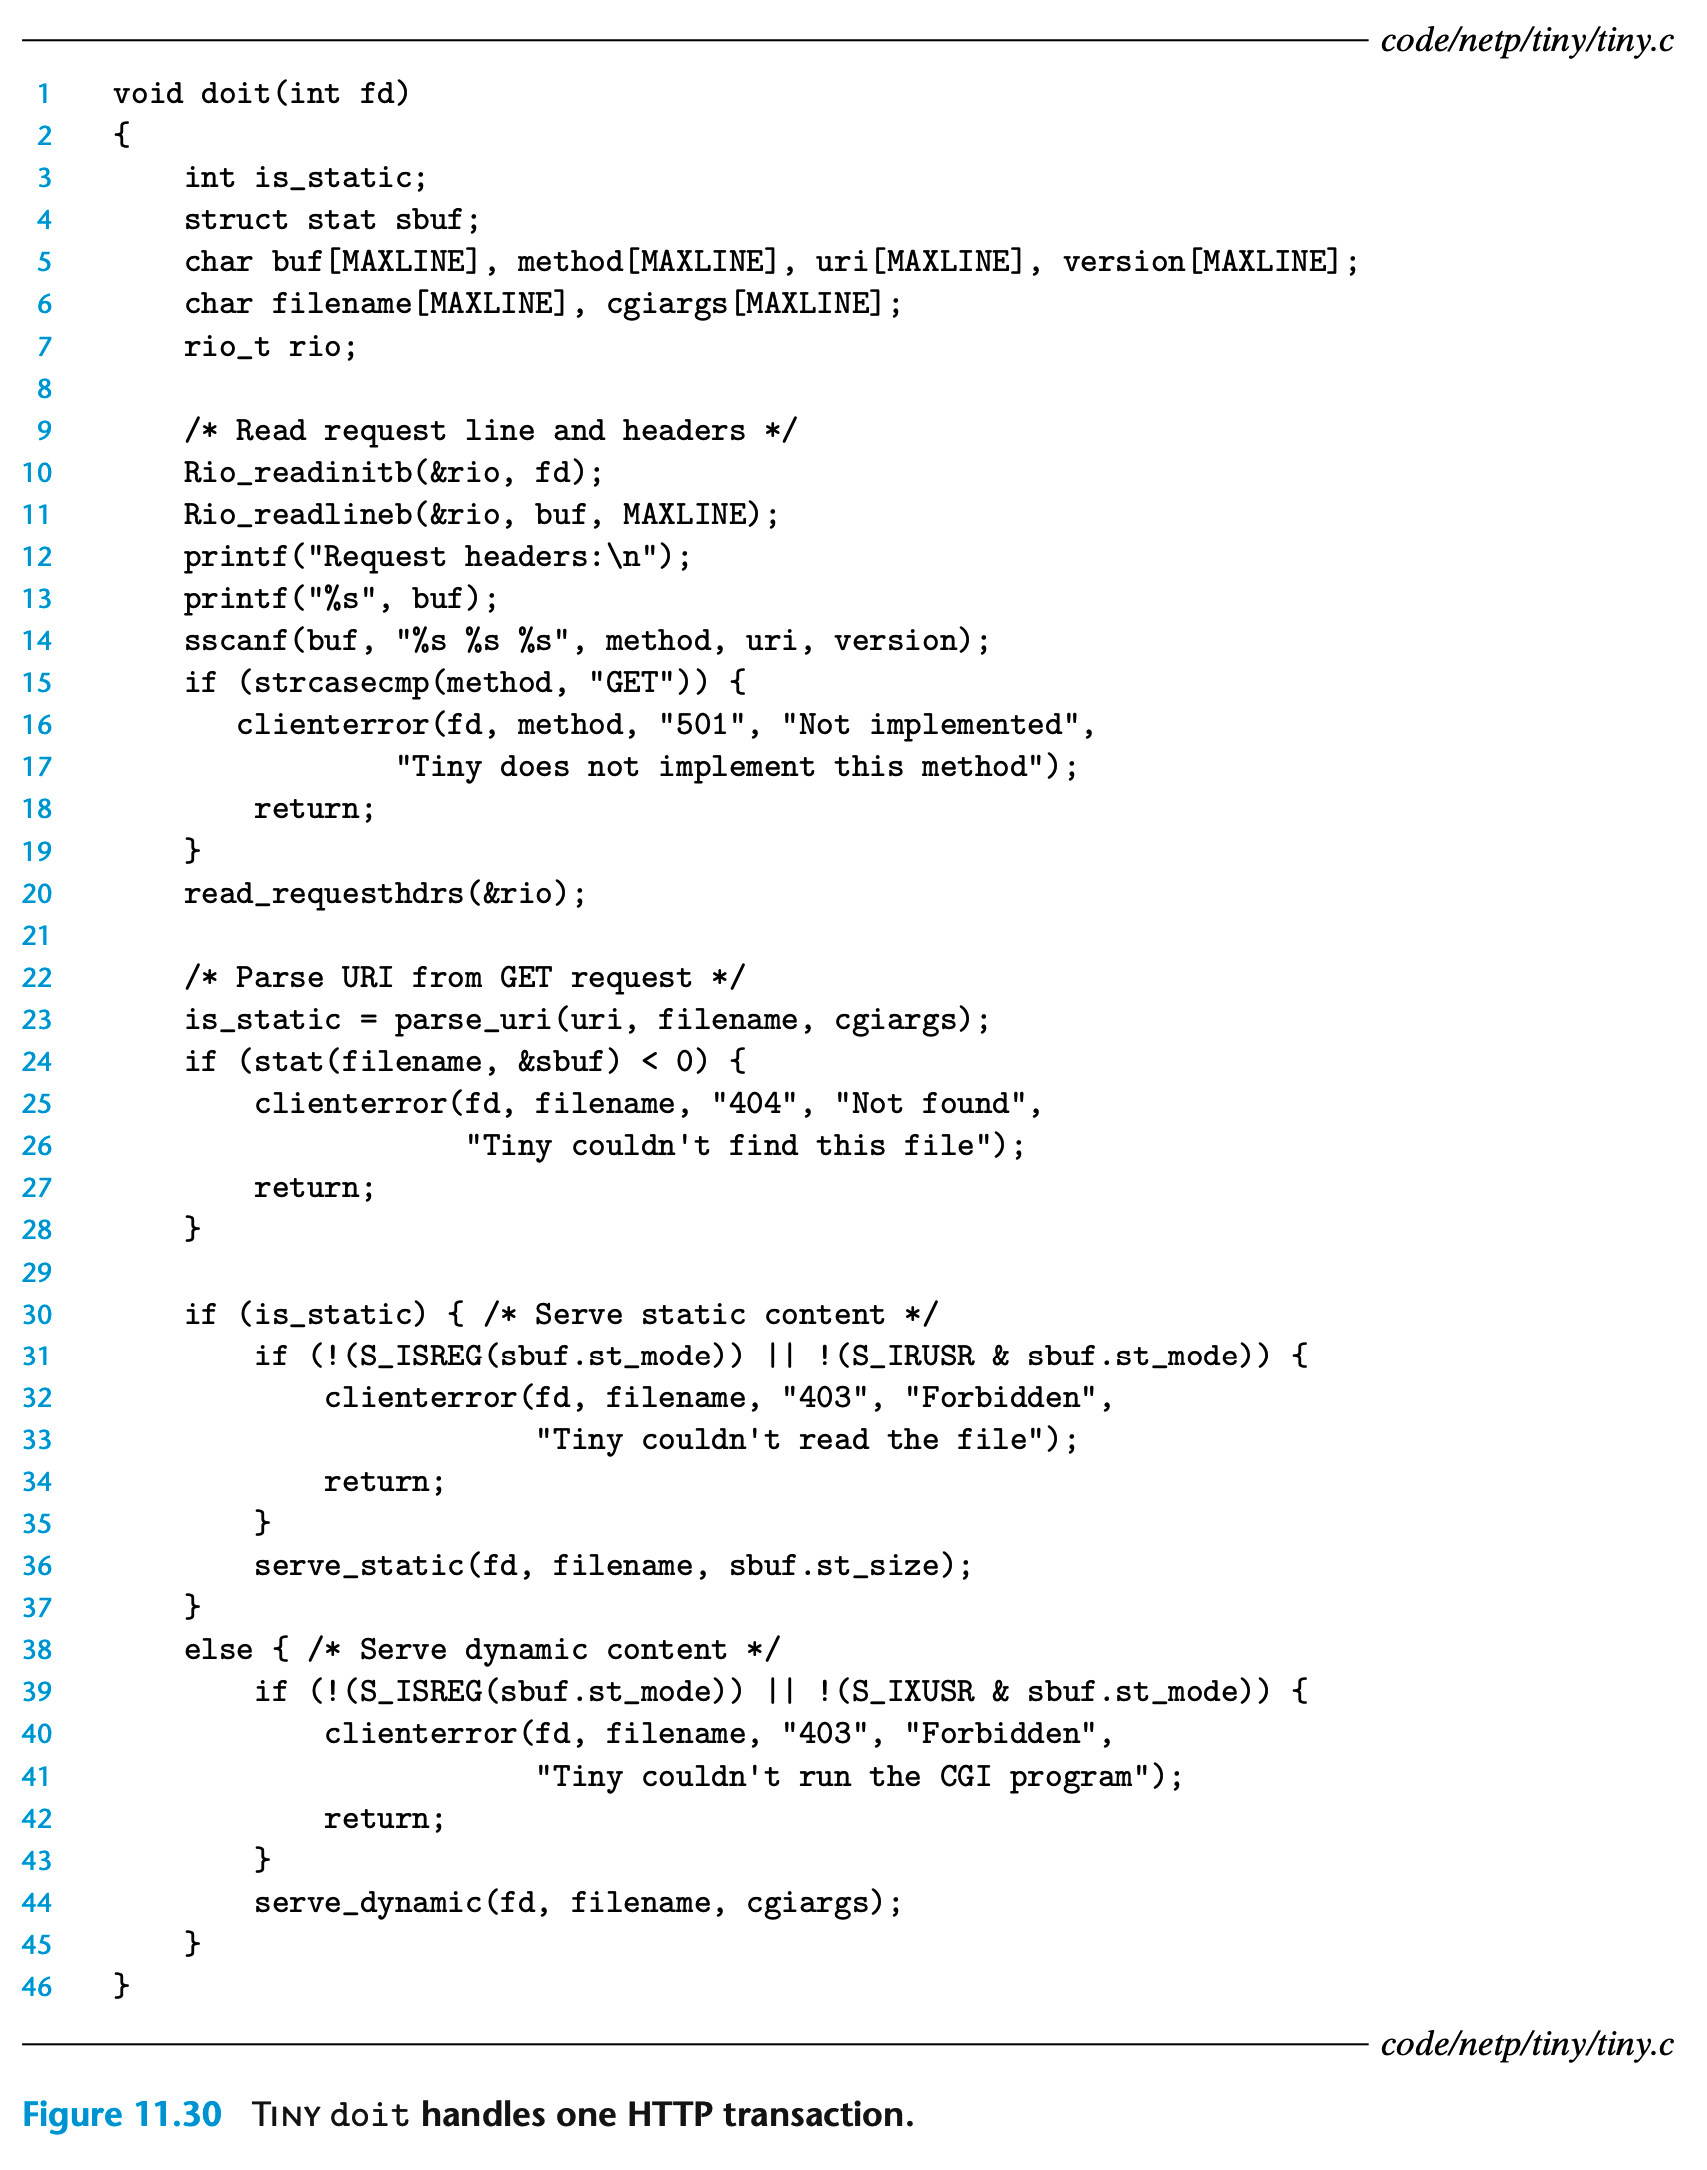 code/netp/tiny/tiny.c
1 void doit(int fd)
2 {
3     int is_static;
4     struct stat sbuf;
5     char buf[MAXLINE], method[MAXLINE], uri[MAXLINE], version[MAXLINE];
6     char filename[MAXLINE], cgiargs[MAXLINE];
7     rio_t rio;
8
9     /* Read request line and headers */
10     Rio_readinitb(&rio, fd);
11     Rio_readlineb(&rio, buf, MAXLINE);
12     printf("Request headers:\n");
13     printf("%s", buf);
14     sscanf(buf, "%s %s %s", method, uri, version);
15     if (strcasecmp(method, "GET")) {
16        clienterror(fd, method, "501", "Not implemented",
17                 "Tiny does not implement this method");
18         return;
19     }
20     read_requesthdrs(&rio);
21
22     /* Parse URI from GET request */
23     is_static = parse_uri(uri, filename, cgiargs);
24     if (stat(filename, &sbuf) < 0) {
25         clienterror(fd, filename, "404", "Not found",
26                     "Tiny couldn't find this file");
27         return;
28     }
29
30     if (is_static) { /* Serve static content */
31         if (!(S_ISREG(sbuf.st_mode)) || !(S_IRUSR & sbuf.st_mode)) {
32             clienterror(fd, filename, "403", "Forbidden",
33                         "Tiny couldn't read the file");
34             return;
35         }
36         serve_static(fd, filename, sbuf.st_size);
37     }
38     else { /* Serve dynamic content */
39         if (!(S_ISREG(sbuf.st_mode)) || !(S_IXUSR & sbuf.st_mode)) {
40             clienterror(fd, filename, "403", "Forbidden",
41                         "Tiny couldn't run the CGI program");
42             return;
43         }
44         serve_dynamic(fd, filename, cgiargs);
45     }
46 }
code/netp/tiny/tiny.c
Figure 11.30 TINY doit handles one HTTP transaction.